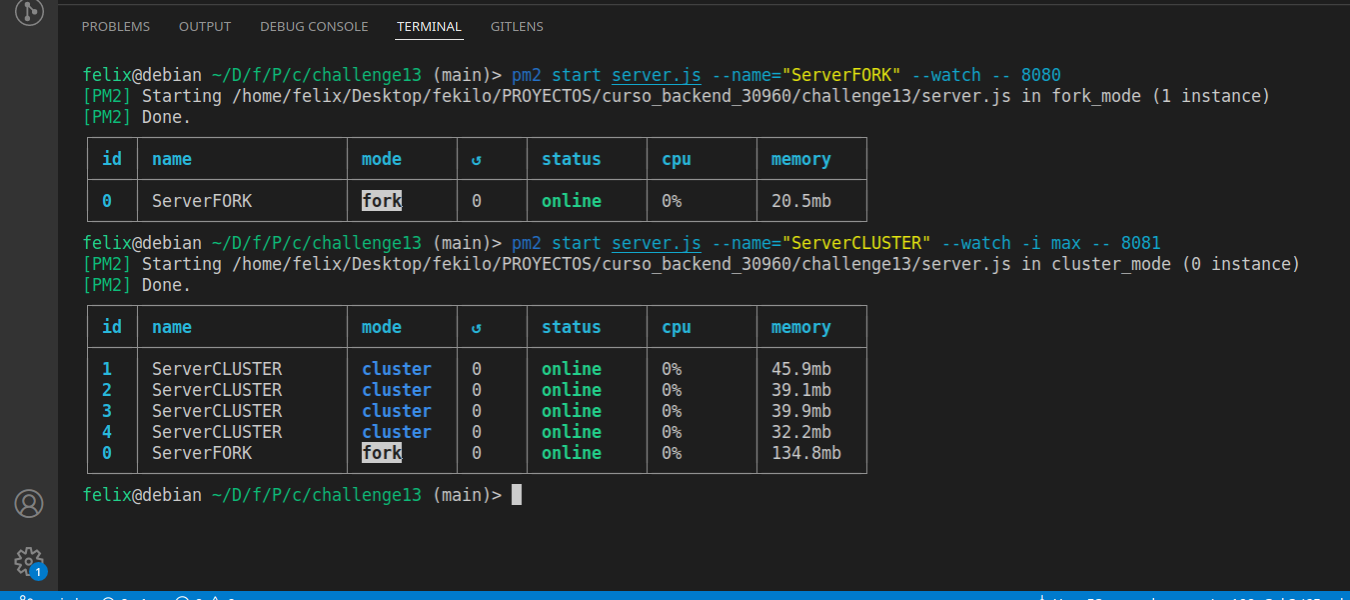 PROBLEMS OUTPUT DEBUG CONSOLE TERMINAL GITLENS
felix@debian ~/D/f/P/c/challenge13 (main)> pm2 start server.js --name="ServerFORK" --watch -- 8080
[PM2] Starting /home/felix/Desktop/fekilo/PROYECTOS/curso_backend_30960/challenge13/server.js in fork_mode (1 instance)
[PM2] Done.
id name mode ↺ status cpu memory
0 ServerFORK fork 0 online 0% 20.5mb
felix@debian ~/D/f/P/c/challenge13 (main)> pm2 start server.js --name="ServerCLUSTER" --watch -i max -- 8081
[PM2] Starting /home/felix/Desktop/fekilo/PROYECTOS/curso_backend_30960/challenge13/server.js in cluster_mode (0 instance)
[PM2] Done.
id name mode ↺ status cpu memory
1 ServerCLUSTER cluster 0 online 0% 45.9mb
2 ServerCLUSTER cluster 0 online 0% 39.1mb
3 ServerCLUSTER cluster 0 online 0% 39.9mb
4 ServerCLUSTER cluster 0 online 0% 32.2mb
0 ServerFORK fork 0 online 0% 134.8mb
felix@debian ~/D/f/P/c/challenge13 (main)>
1